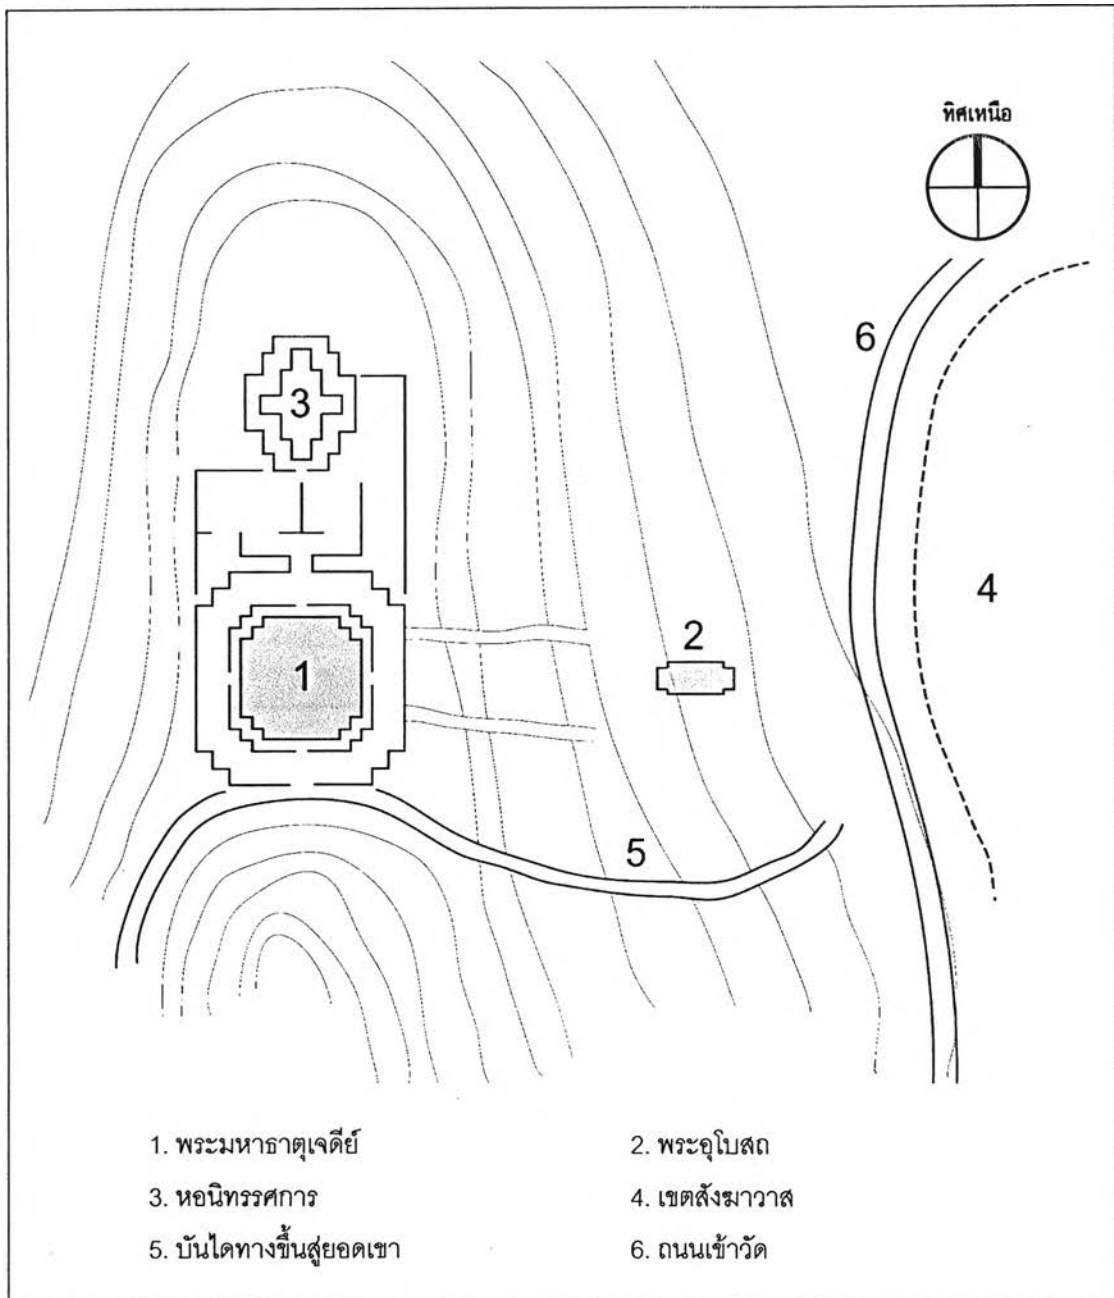 ทิศเหนือ
6
3
4
2
1
5
1. พระมหาธาตุเจดีย์
2. พระอุโบสถ
3. หอนิทรรศการ
4. เขตสังฆาวาส
5. บันไดทางขึ้นสู่ยอดเขา
6. ถนนเข้าวัด